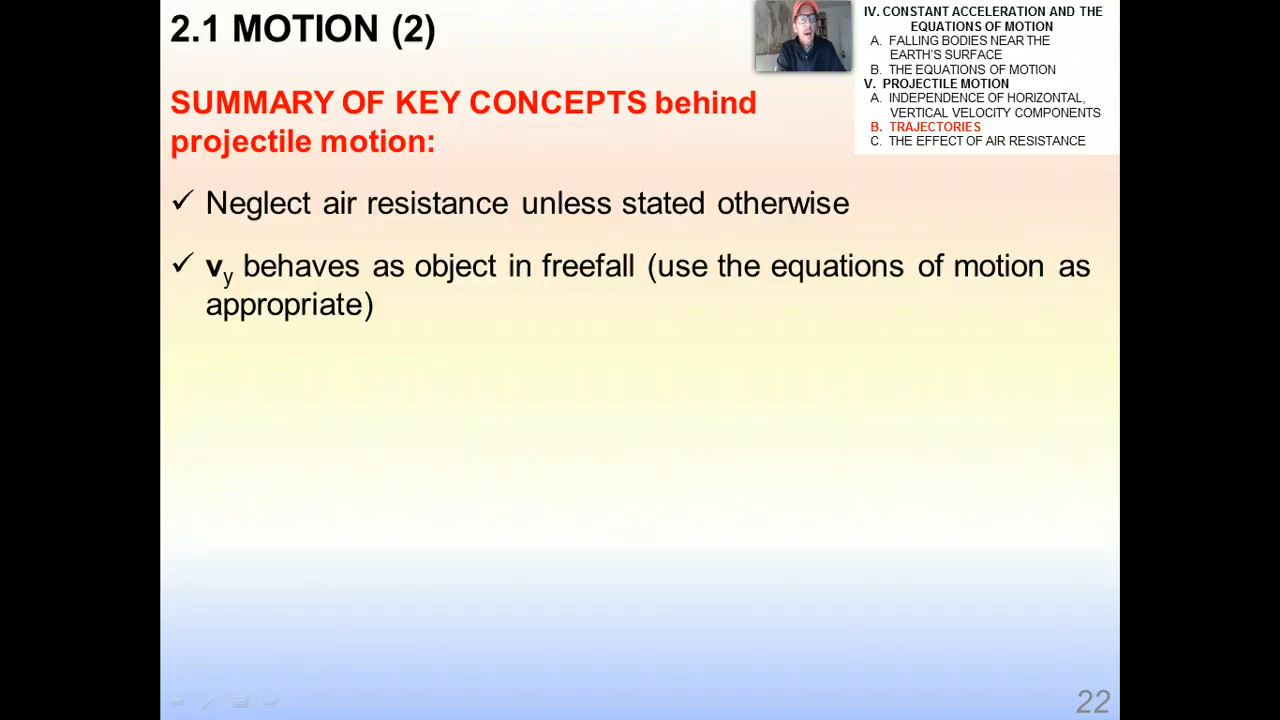 2.1 MOTION (2)
IV. CONSTANT ACCELERATION AND THE
EQUATIONS OF MOTION
A. FALLING BODIES NEAR THE
EARTH'S SURFACE
B. THE EQUATIONS OF MOTION
V. PROJECTILE MOTION
A. INDEPENDENCE OF HORIZONTAL,
VERTICAL VELOCITY COMPONENTS
B. TRAJECTORIES
C. THE EFFECT OF AIR RESISTANCE
SUMMARY OF KEY CONCEPTS behind
projectile motion:
✓ Neglect air resistance unless stated otherwise
✓ vy behaves as object in freefall (use the equations of motion as
appropriate)
22